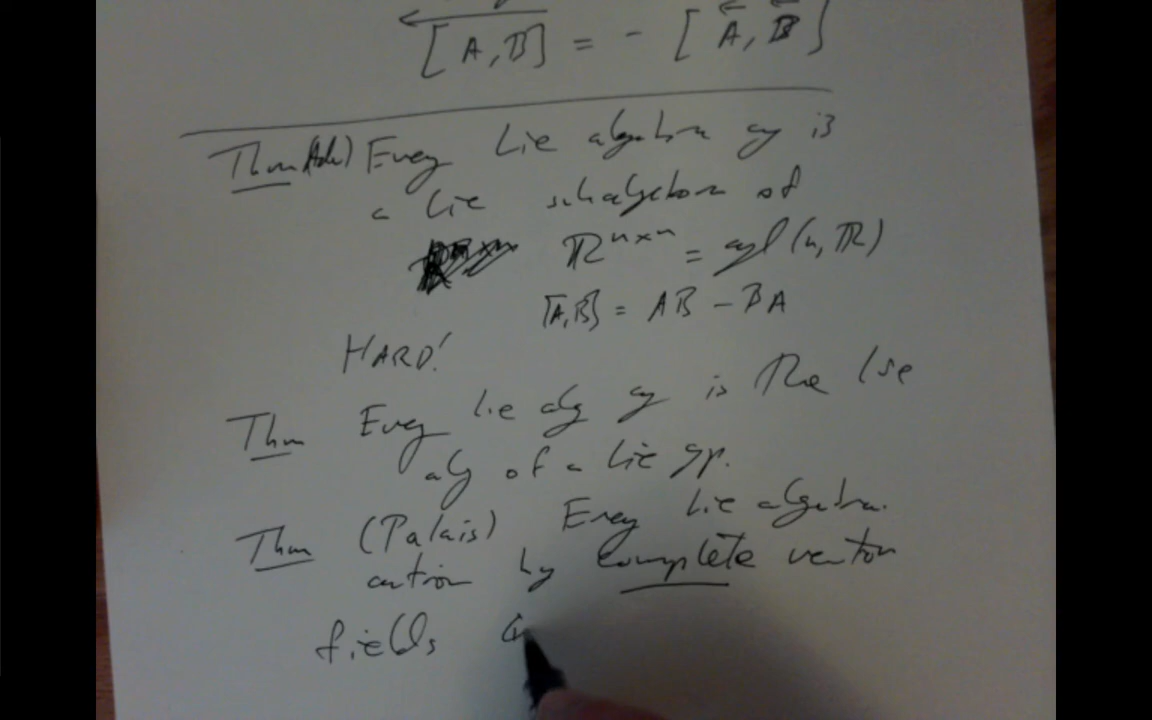 [A, B] = - [A, B]
Thm (Ado) Every Lie algebra g is
a Lie subalgebra of
ℝⁿˣⁿ = gl(n, ℝ)
[A,B] = AB - BA
HARD!
Thm Every lie alg g is the lie
alg of a Lie gp.
Thm (Palais) Every Lie algebra
action by complete vector
fields